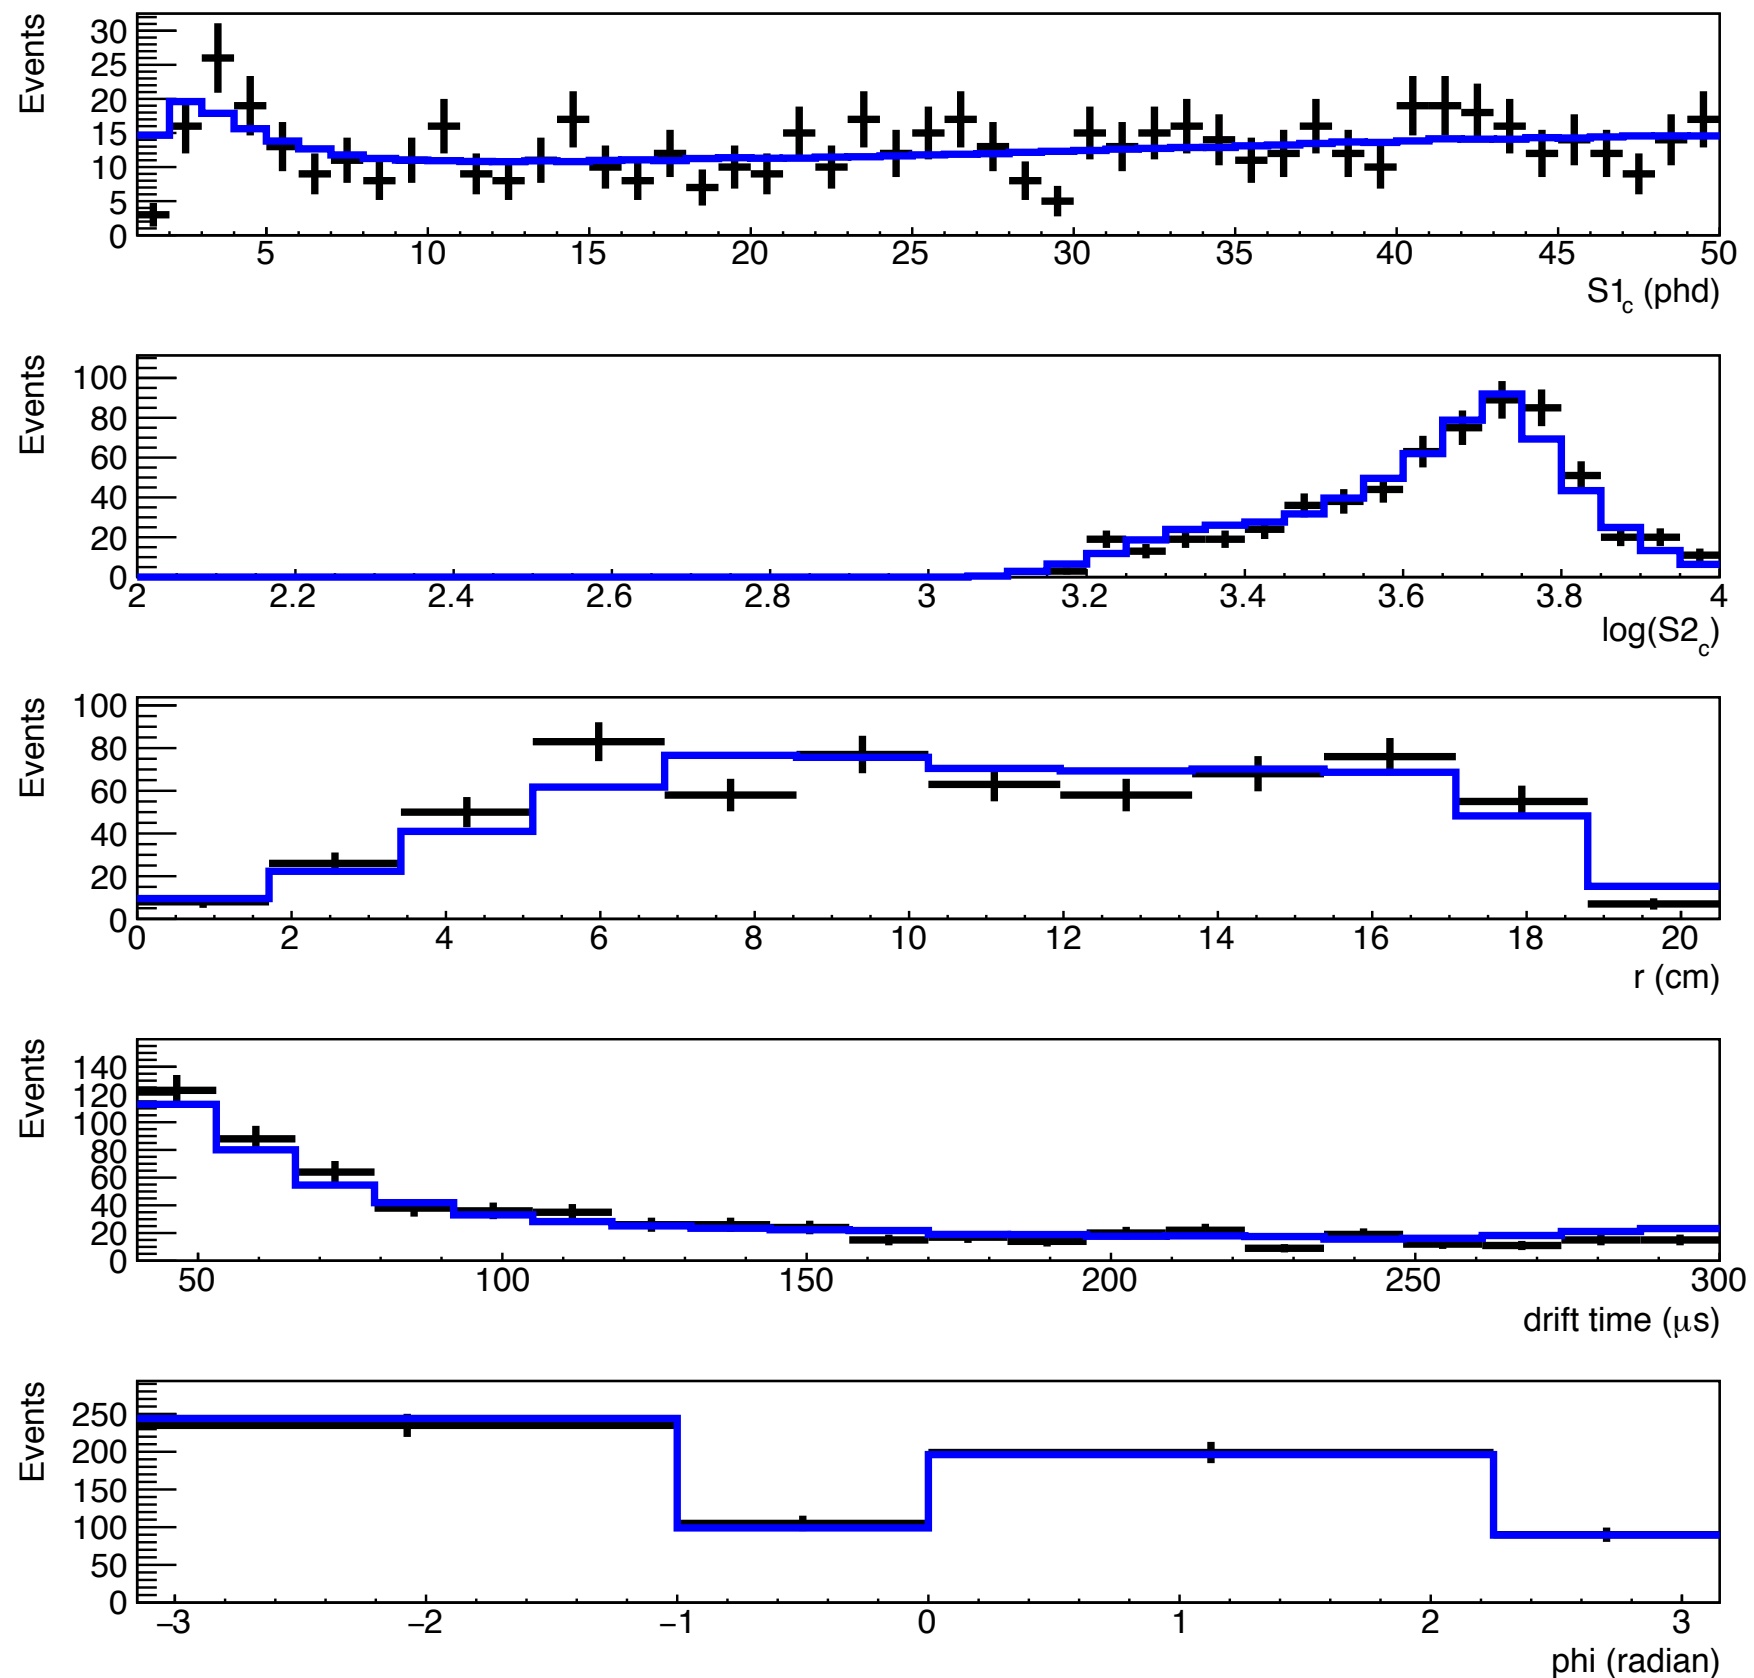 Events
30
25
20
15
10
5
0
5 10 15 20 25 30 35 40 45 50
S1c (phd)
Events
100
80
60
40
20
0
2 2.2 2.4 2.6 2.8 3 3.2 3.4 3.6 3.8 4
log(S2c)
Events
100
80
60
40
20
0
0 2 4 6 8 10 12 14 16 18 20
r (cm)
Events
140
120
100
80
60
40
20
0
50 100 150 200 250 300
drift time (μs)
Events
250
200
150
100
50
0
−3 −2 −1 0 1 2 3
phi (radian)